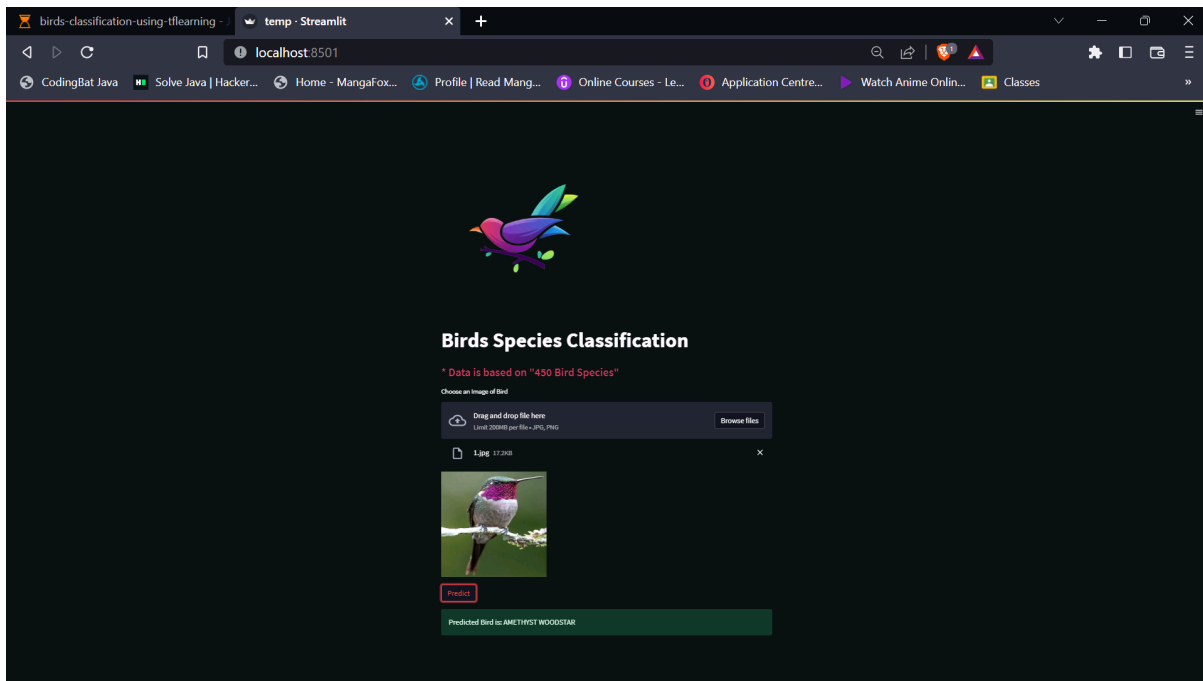 birds-classification-using-tflearning - J
temp · Streamlit
localhost:8501
CodingBat Java
Solve Java | Hacker...
Home - MangaFox...
Profile | Read Mang...
Online Courses - Le...
Application Centre...
Watch Anime Onlin...
Classes
Birds Species Classification
* Data is based on "450 Bird Species"
Choose an Image of Bird
Drag and drop file here
Limit 200MB per file • JPG, PNG
Browse files
1.jpg 17.2KB
Predict
Predicted Bird is: AMETHYST WOODSTAR